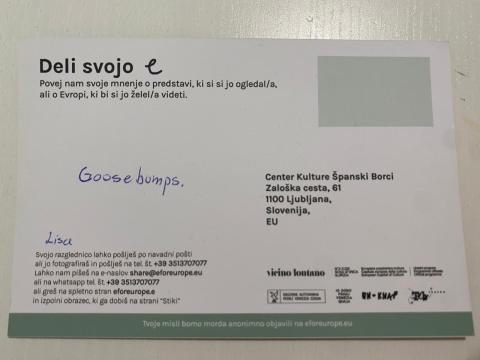 Deli svojo e
Povej nam svoje mnenje o predstavi, ki si si jo ogledal/a,
ali o Evropi, ki bi si jo želel/a videti.
Goosebumps.
Center Kulture Španski Borci
Zaloška cesta, 61
1100 Ljubljana,
Slovenija,
EU
Lisa
Svojo razglednico lahko pošlješ po navadni pošti
ali jo fotografiraš in pošlješ na tel. št. +39 3513707077
Lahko nam pišeš na e-naslov share@eforeurope.eu
ali na whatsapp tel št. +39 3513707077
ali greš na spletno stran eforeurope.e
in izpolni obrazec, ki ga dobiš na strani "Stiki"
vicino lontano
EN-KNAP
Tvoje misli bomo morda anonimno objavili na eforeurope.eu